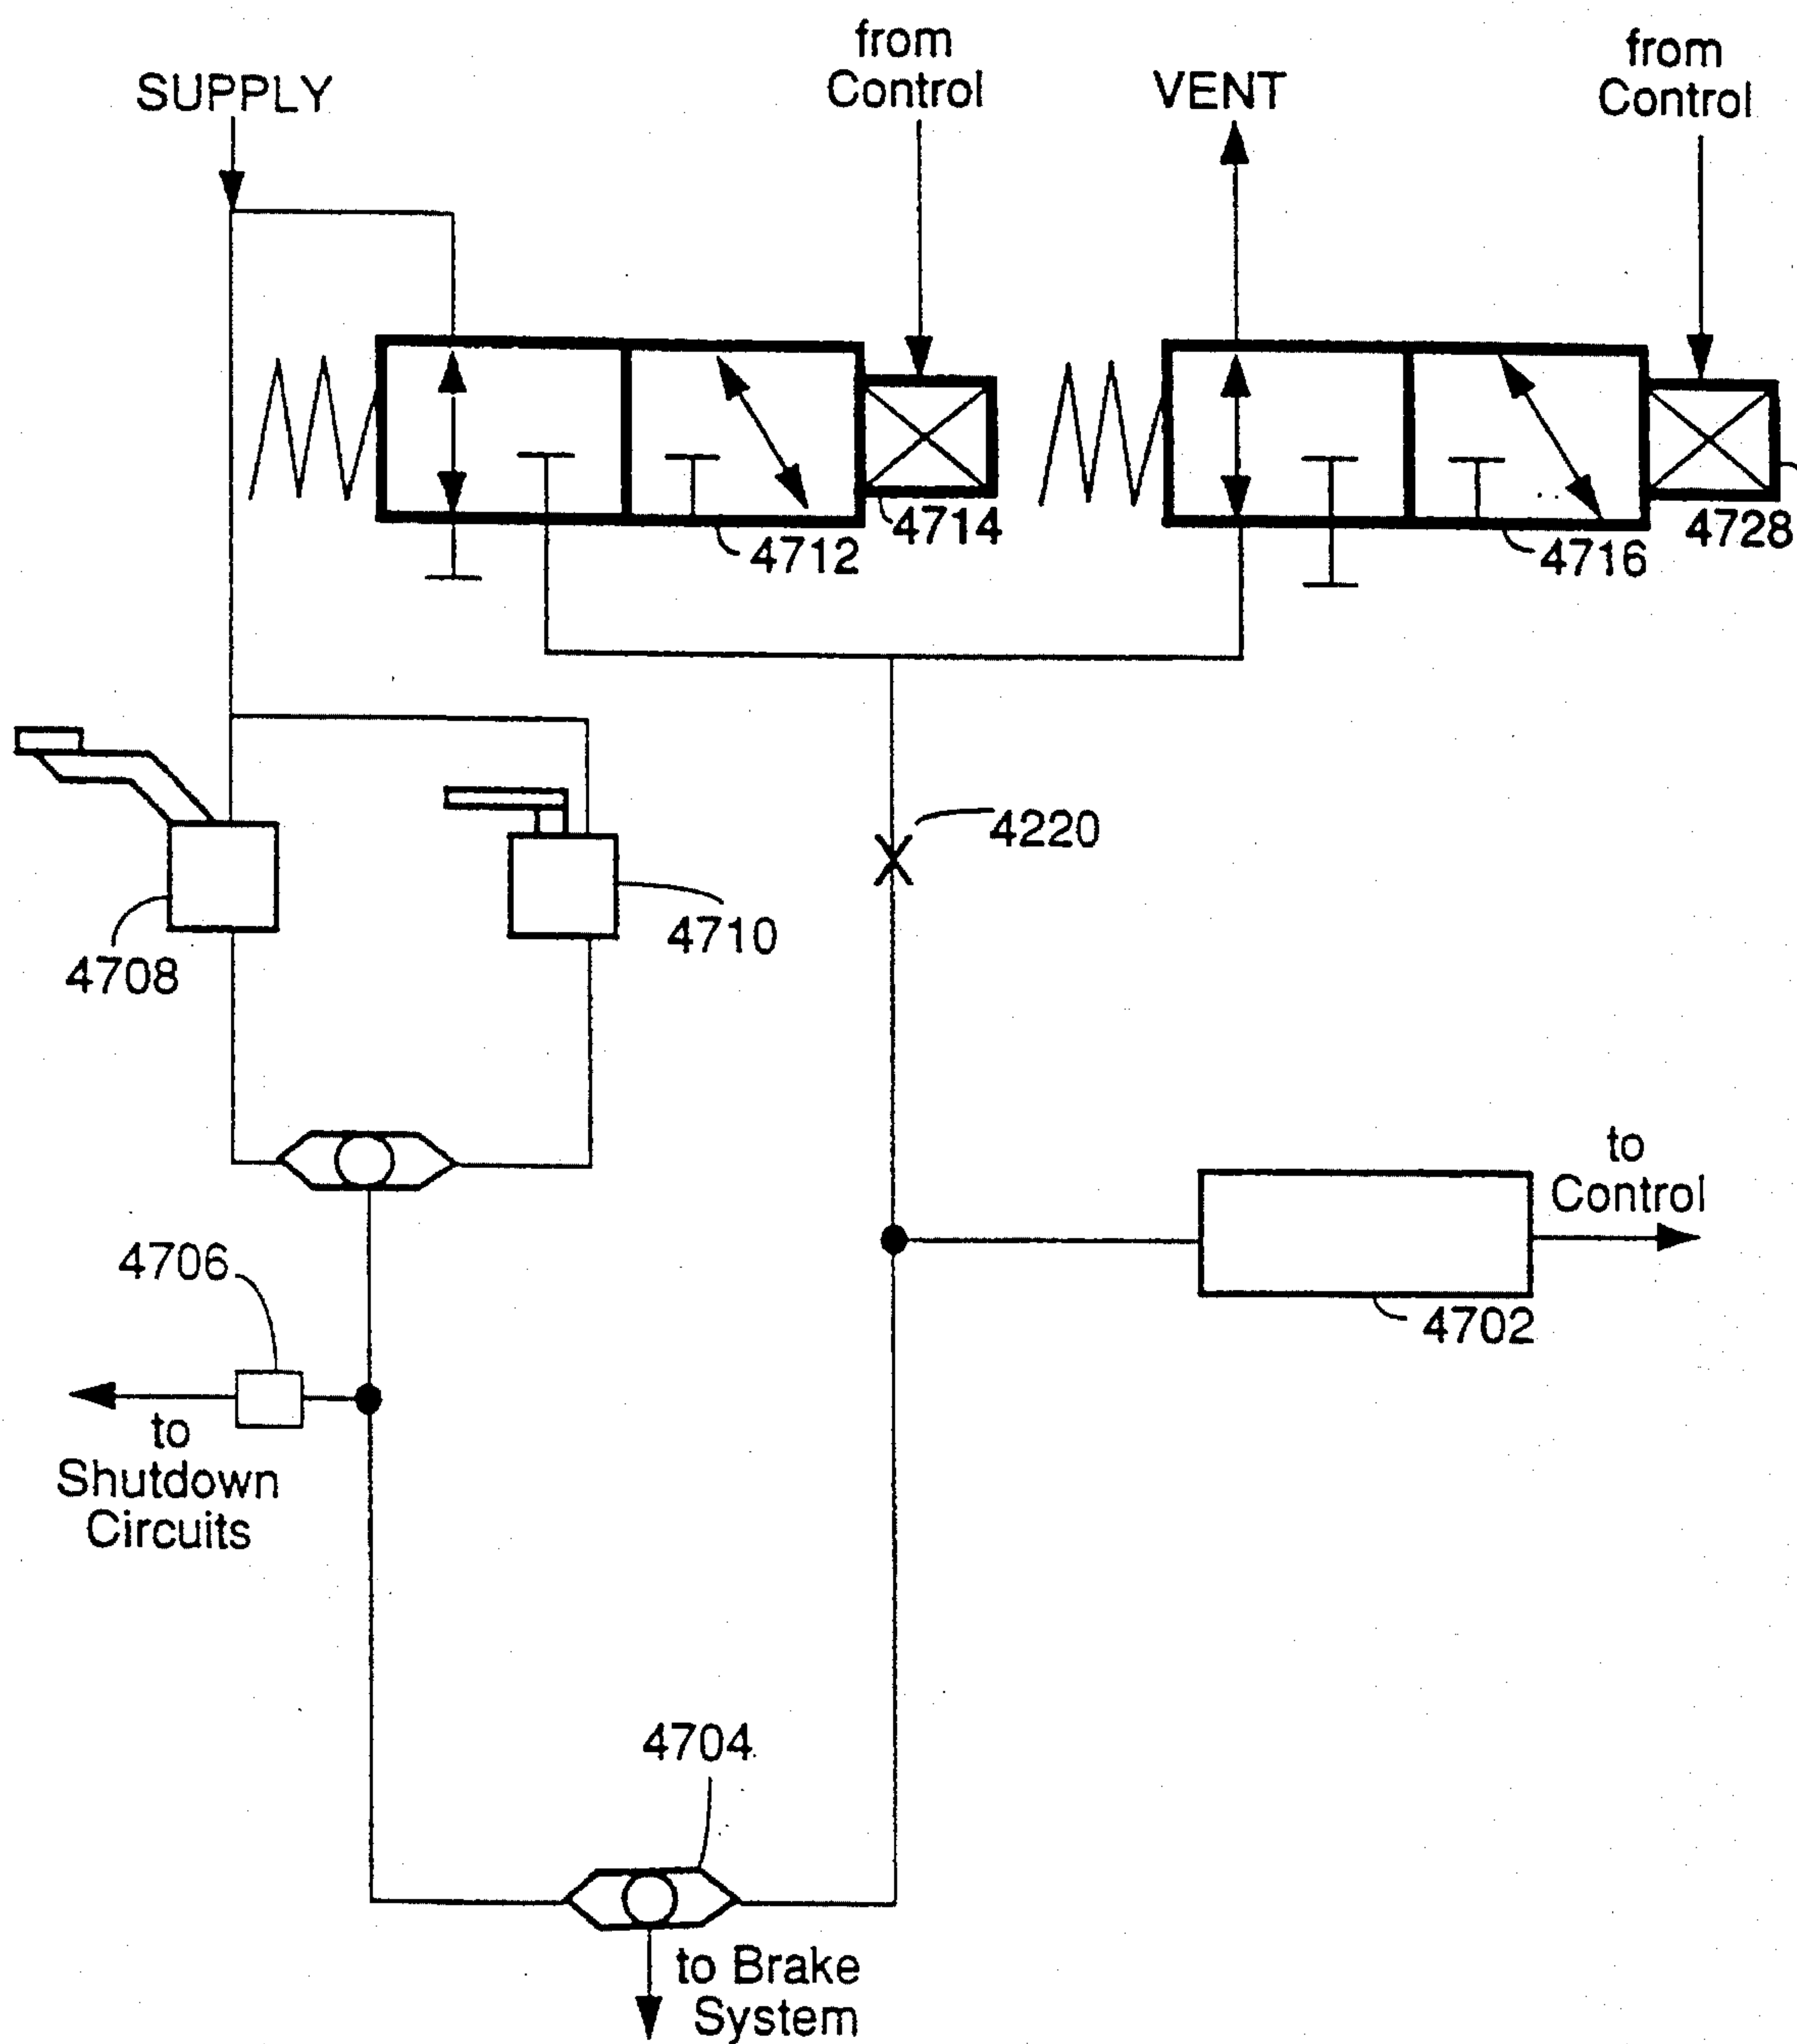 SUPPLY
from
Control
VENT
from
Control
4714
4712
4716
4728
4220
4708
4710
to
Control
4706
4702
to
Shutdown
Circuits
4704
to Brake
System